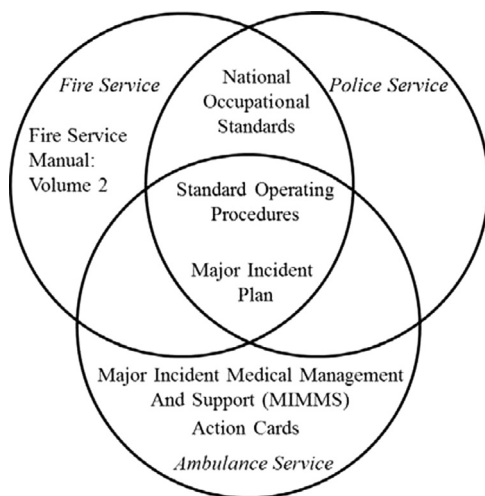 Fire Service
National
Occupational
Standards
Police Service
Fire Service
Manual:
Volume 2
Standard Operating
Procedures
Major Incident
Plan
Major Incident Medical Management
And Support (MIMMS)
Action Cards
Ambulance Service